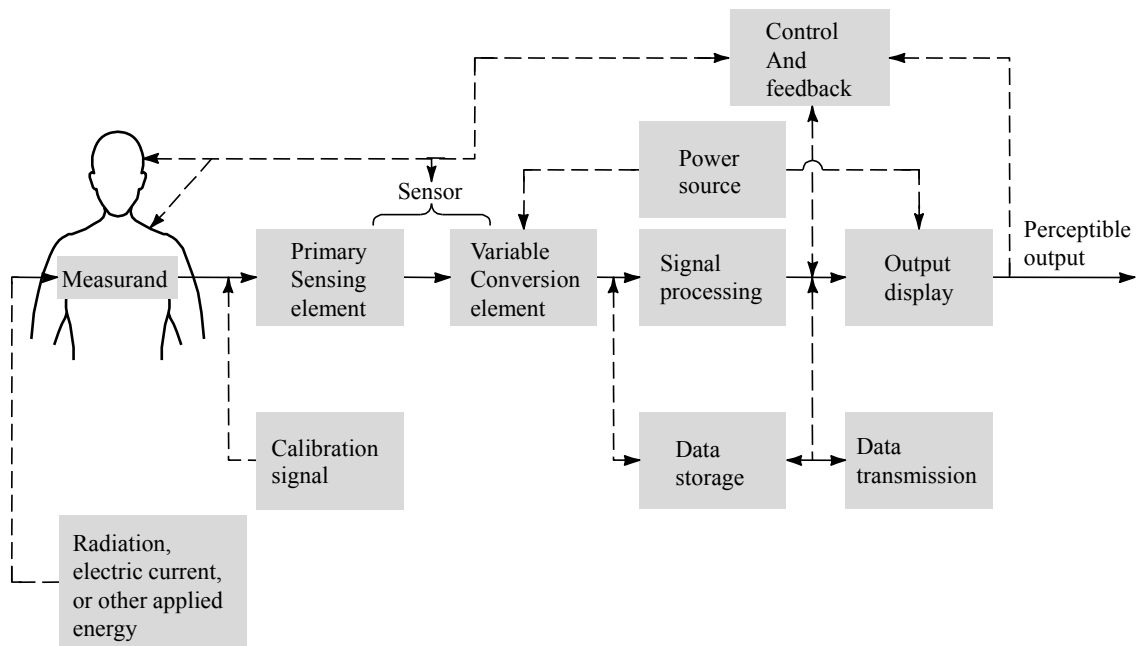 Control
And
feedback
Power
source
Sensor
Perceptible
output
Measurand
Primary
Sensing
element
Variable
Conversion
element
Signal
processing
Output
display
Calibration
signal
Data
storage
Data
transmission
Radiation,
electric current,
or other applied
energy